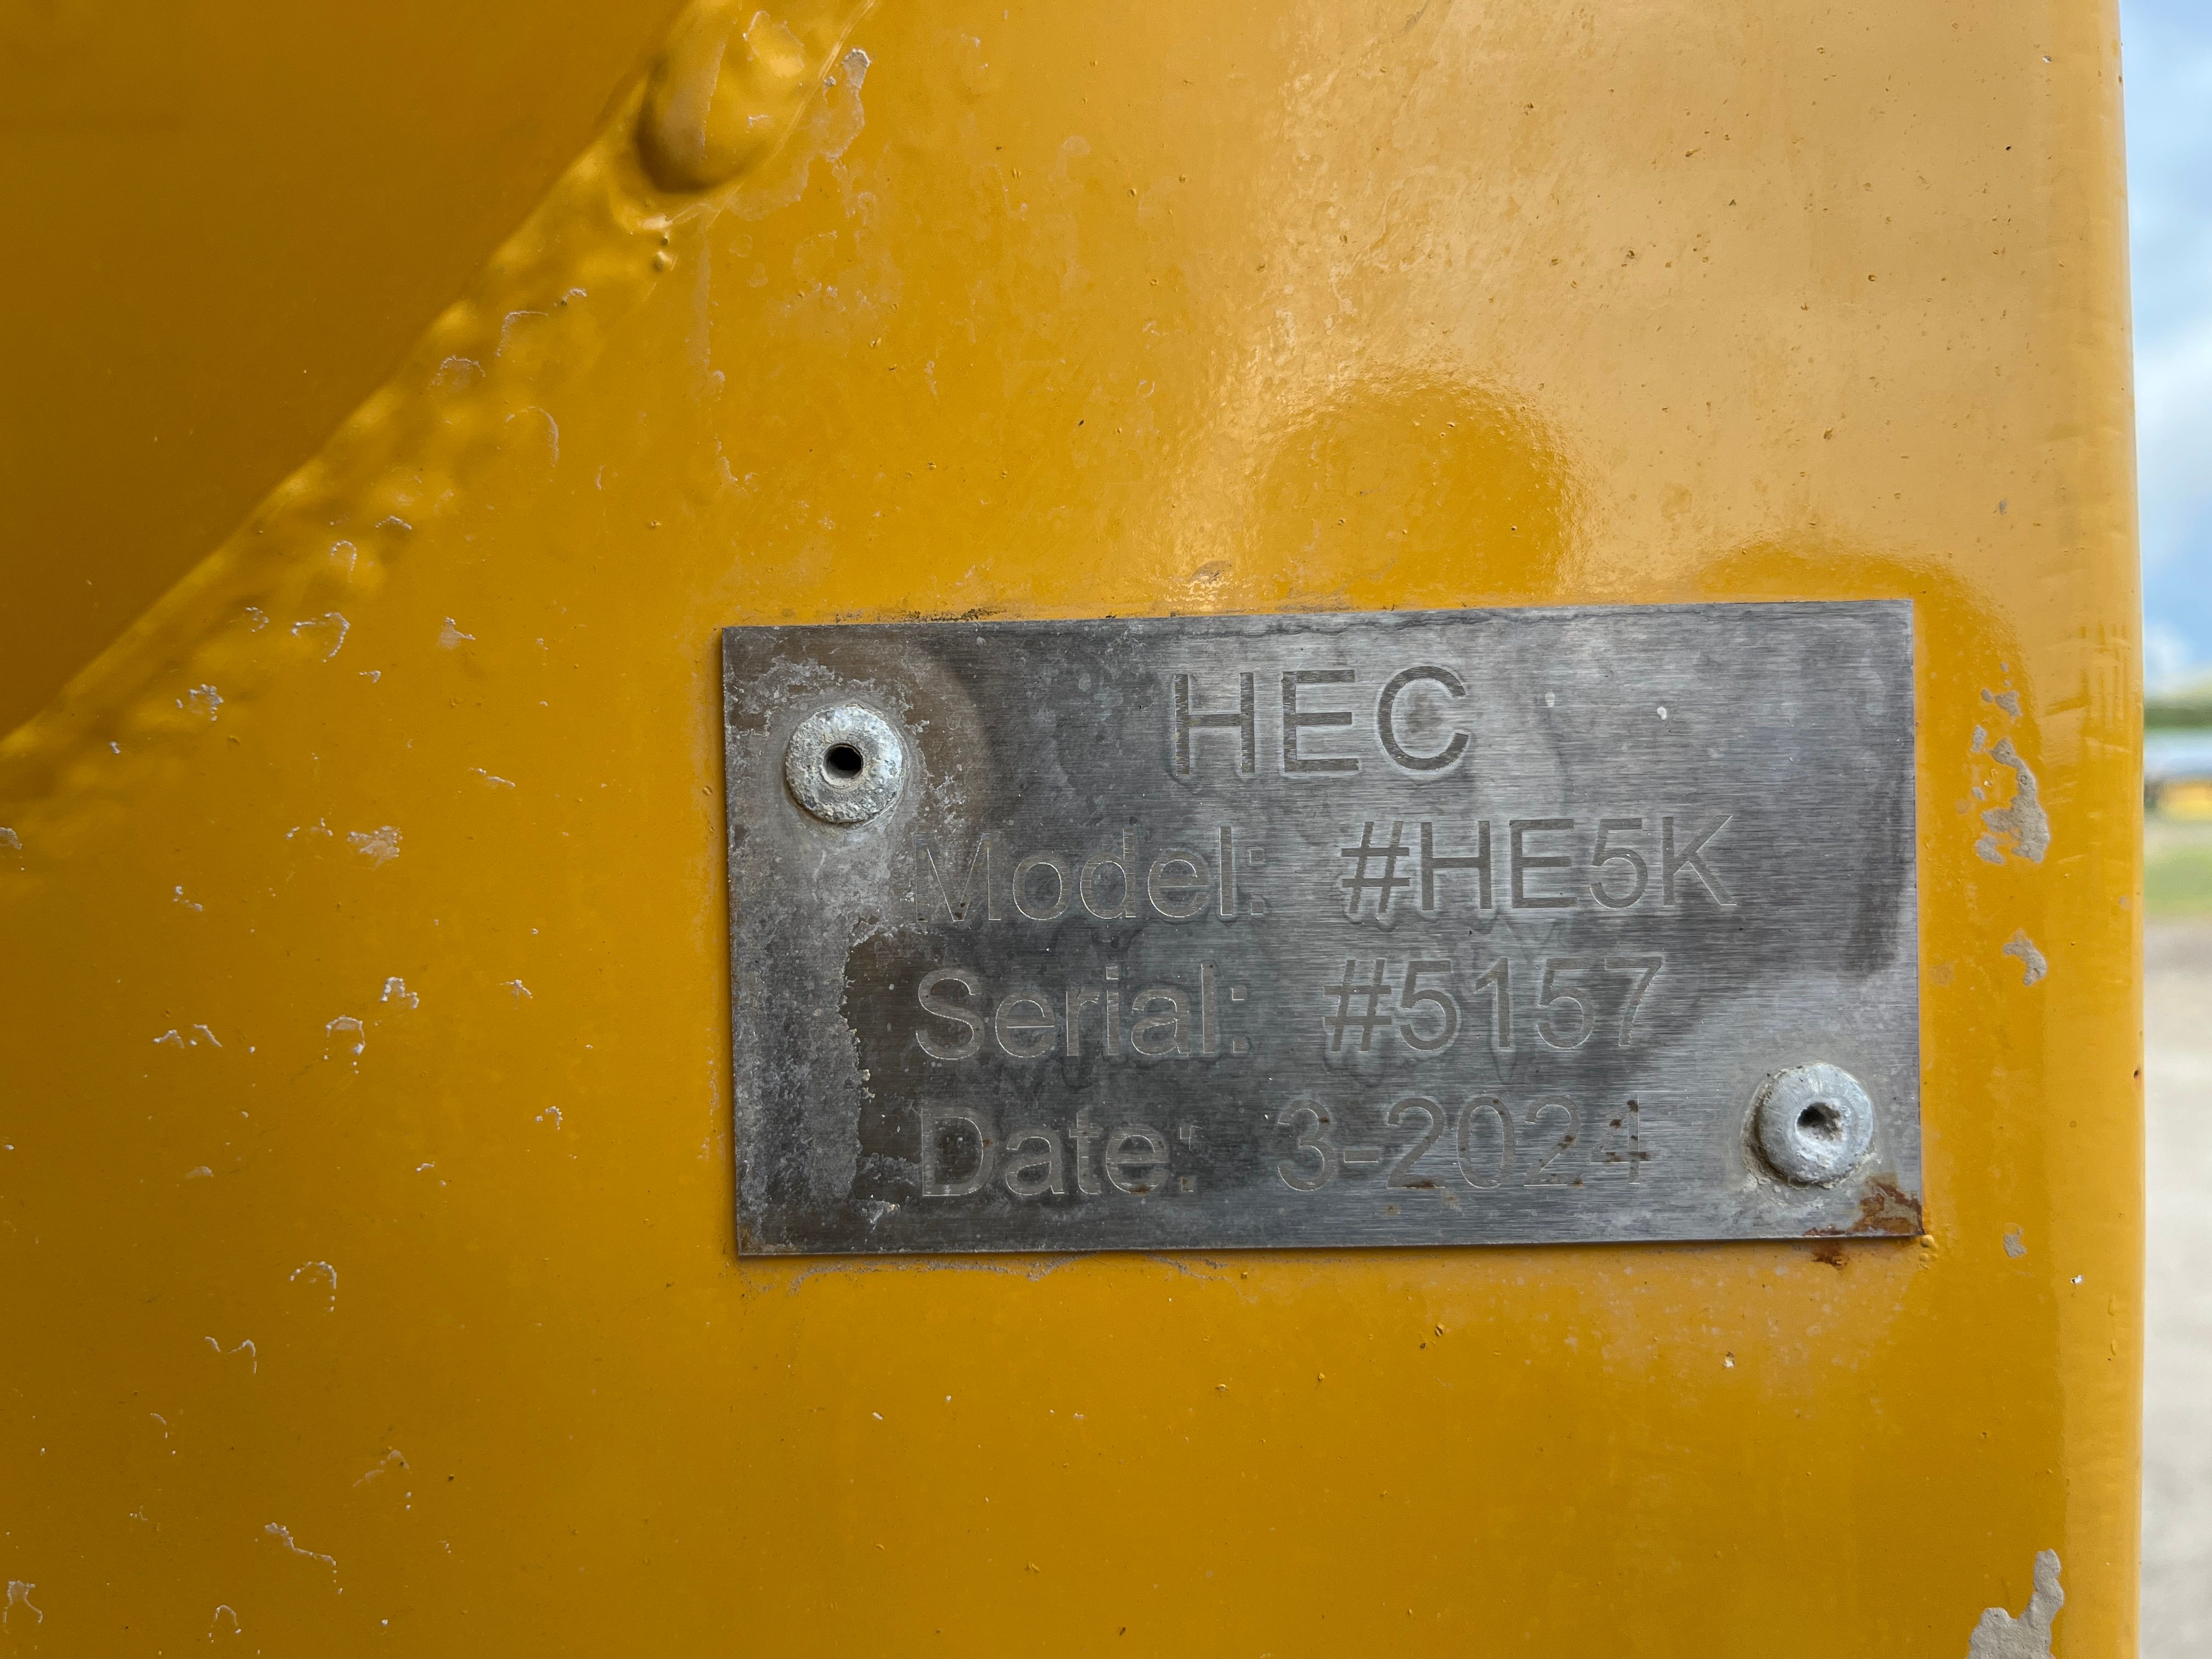 HEC
Model: #HE5K
Serial: #5157
Date: 3-2024